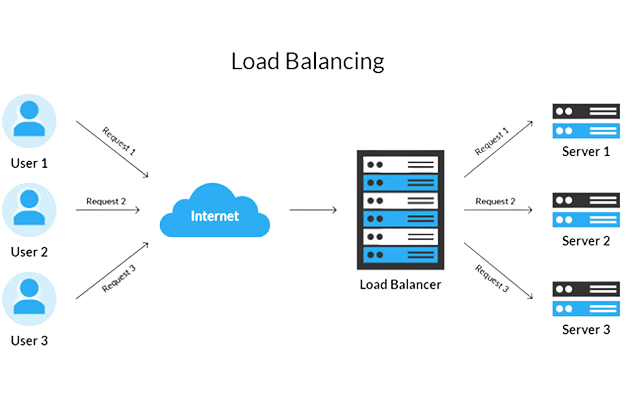 Load Balancing
Request 1
User 1
Request 2
User 2
Request 3
User 3
Internet
Load Balancer
Request 1
Server 1
Request 2
Server 2
Request 3
Server 3